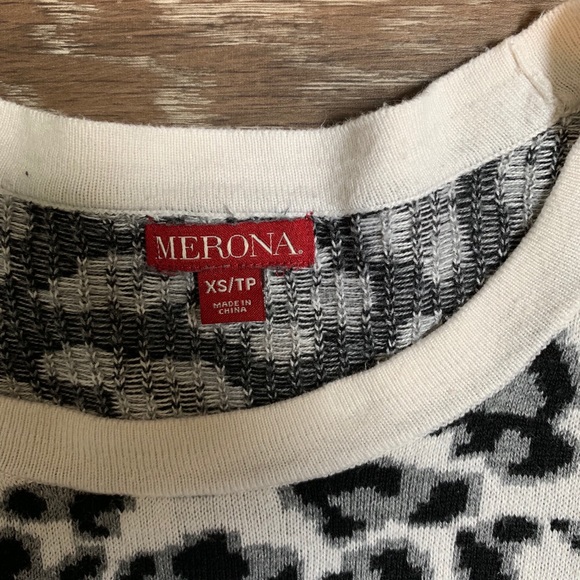 MERONA.
XS/TP
MADE IN
CHINA